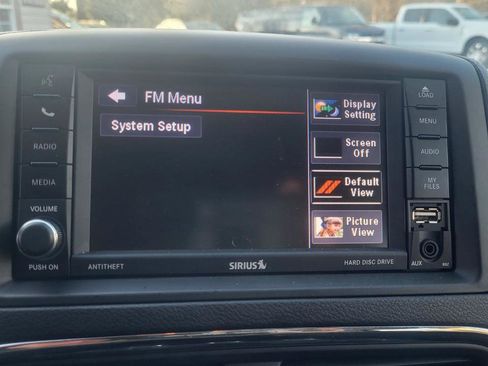 FM Menu
System Setup
Display
Setting
Screen
Off
Default
View
Picture
View
RADIO
MEDIA
VOLUME
PUSH ON
LOAD
MENU
AUDIO
MY
FILES
AUX
ANTITHEFT
SIRIUS
HARD DISC DRIVE